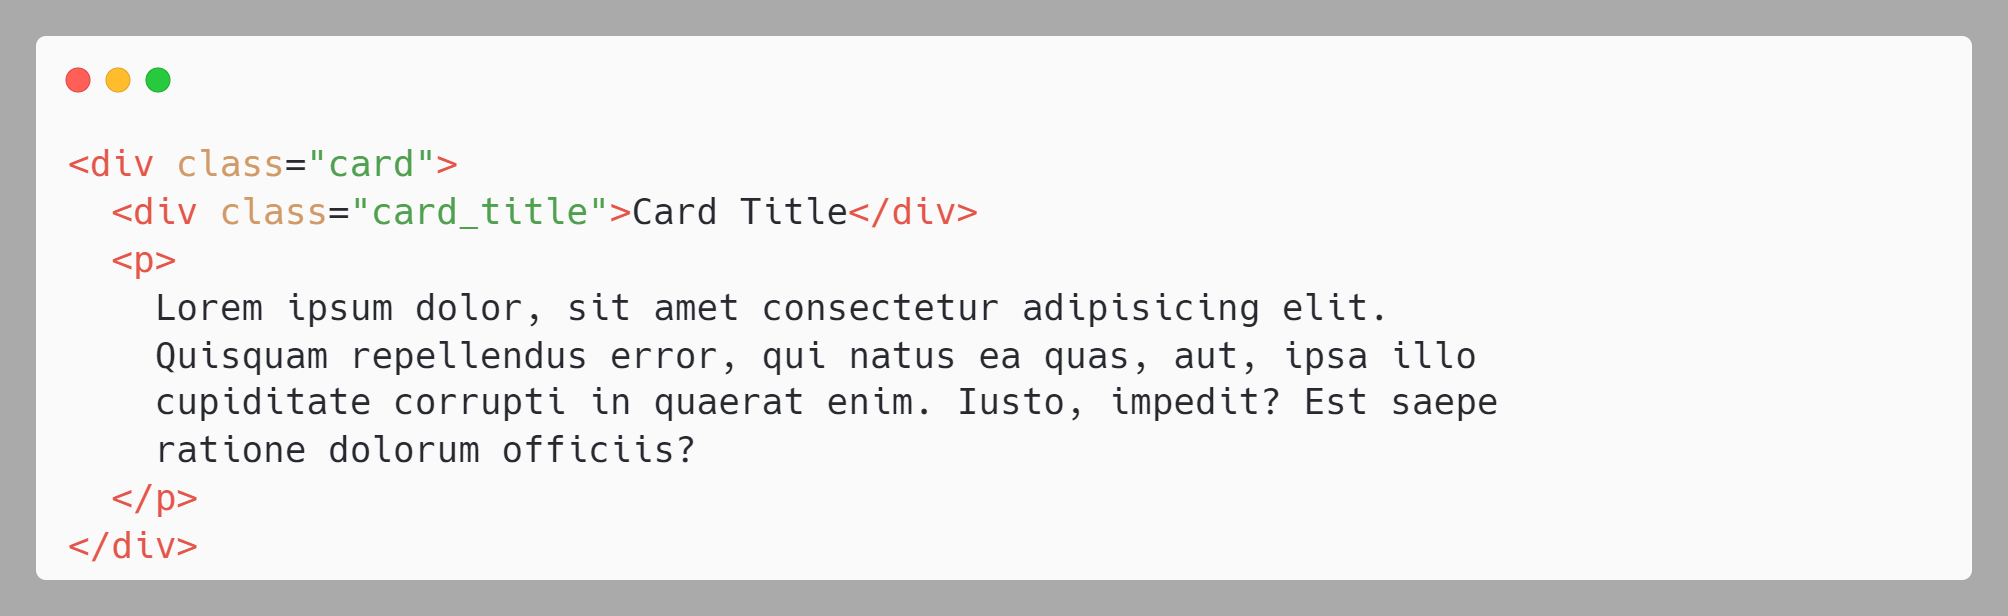 <div class="card">
  <div class="card_title">Card Title</div>
  <p>
    Lorem ipsum dolor, sit amet consectetur adipisicing elit.
    Quisquam repellendus error, qui natus ea quas, aut, ipsa illo
    cupiditate corrupti in quaerat enim. Iusto, impedit? Est saepe
    ratione dolorum officiis?
  </p>
</div>